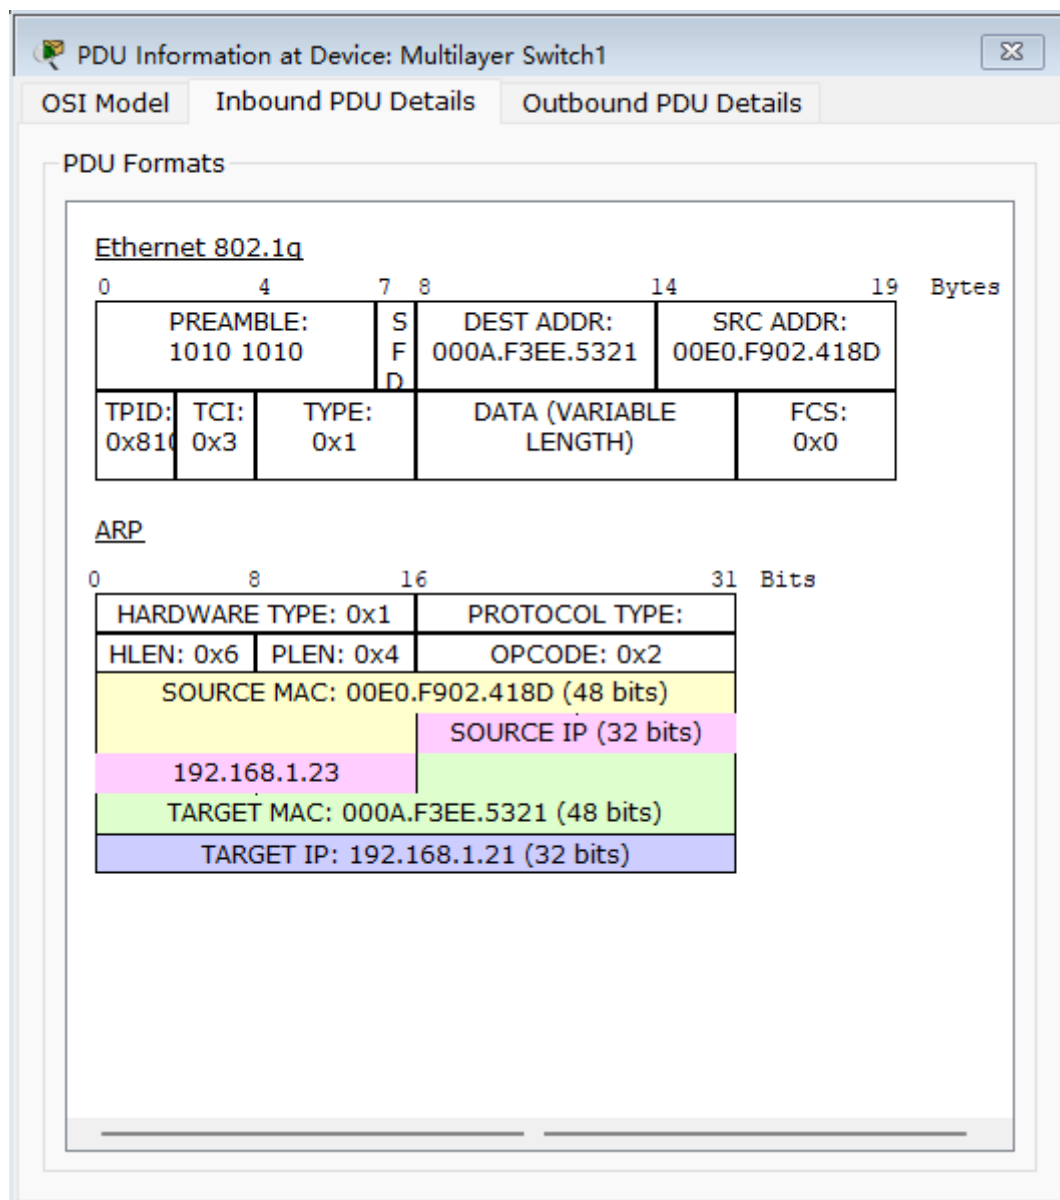 PDU Information at Device: Multilayer Switch1
OSI Model Inbound PDU Details Outbound PDU Details
PDU Formats
Ethernet 802.1q
0 4 7 8 14 19 Bytes
PREAMBLE: 1010 1010
SFD
DEST ADDR: 000A.F3EE.5321
SRC ADDR: 00E0.F902.418D
TPID: 0x810
TCI: 0x3
TYPE: 0x1
DATA (VARIABLE LENGTH)
FCS: 0x0
ARP
0 8 16 31 Bits
HARDWARE TYPE: 0x1 PROTOCOL TYPE:
HLEN: 0x6 PLEN: 0x4 OPCODE: 0x2
SOURCE MAC: 00E0.F902.418D (48 bits)
SOURCE IP (32 bits)
192.168.1.23
TARGET MAC: 000A.F3EE.5321 (48 bits)
TARGET IP: 192.168.1.21 (32 bits)